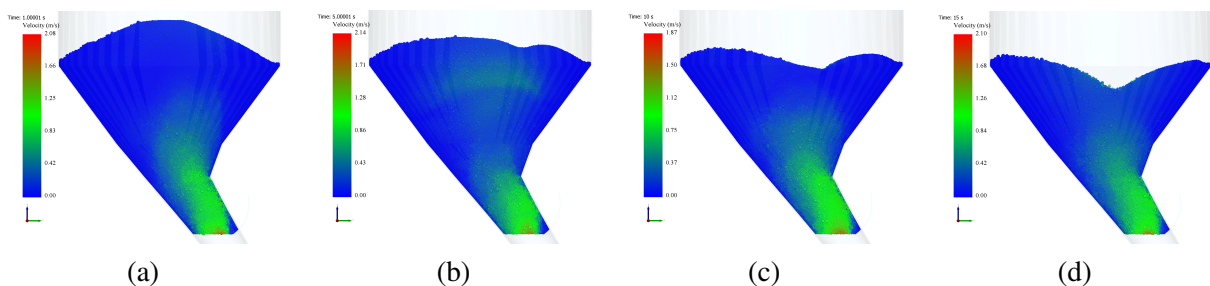 Time: 1.00001 s
Velocity (m/s)
2.08
1.66
1.25
0.83
0.42
0.00
(a)
Time: 5.00001 s
Velocity (m/s)
2.14
1.71
1.28
0.86
0.43
0.00
(b)
Time: 10 s
Velocity (m/s)
1.87
1.50
1.12
0.75
0.37
0.00
(c)
Time: 15 s
Velocity (m/s)
2.10
1.68
1.26
0.84
0.42
0.00
(d)